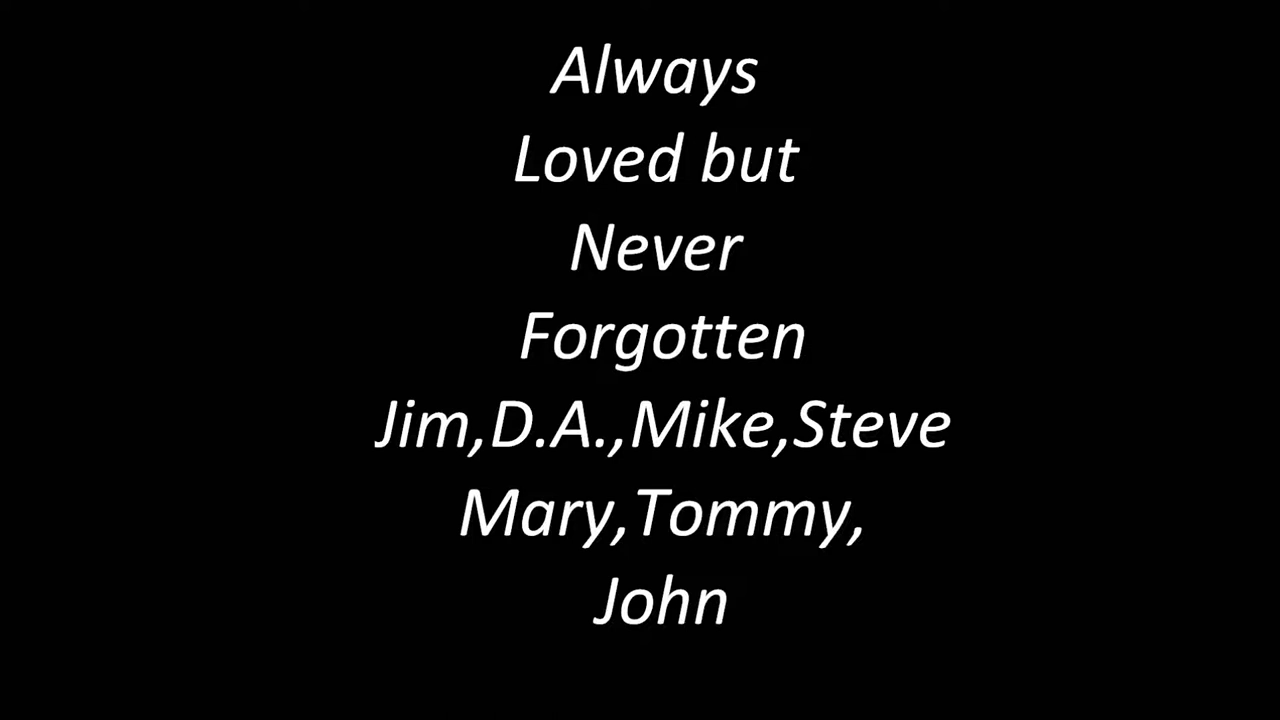 Always
Loved but
Never
Forgotten
Jim,D.A.,Mike,Steve
Mary,Tommy,
John